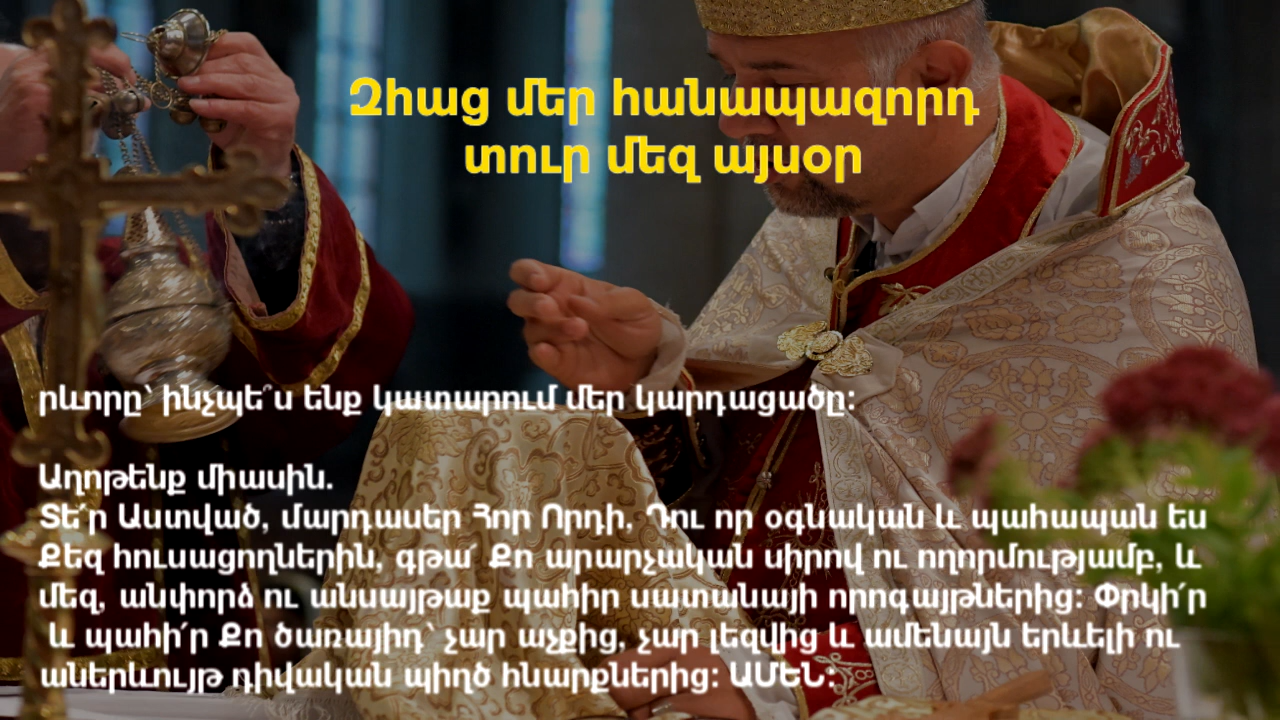 Զհաց մեր հանապազորդ
տուր մեզ այսօր
րևւորը՝ ինչպե՞ս ենք կատարում մեր կարդացածը:
Աղոթենք միասին.
Տե՛ր Աստված, մարդասեր Հոր Որդի. Դու որ օգնական և պահապան ես
Քեզ հուսացողներին, գթա՛ Քո արարչական սիրով ու ողորմությամբ, և
մեզ, անփորձ ու անսայթաք պահիր սատանայի որոգայթներից: Փրկի՛ր
և պահի՛ր Քո ծառայիդ՝ չար աչքից, չար լեզվից և ամենայն երևելի ու
աներևույթ դիվական պիղծ հնարքներից: ԱՄԵՆ: